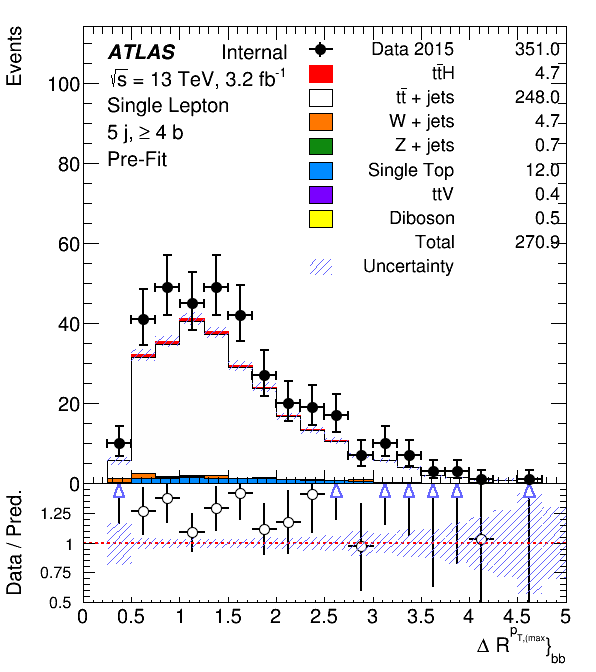 Events
ATLAS Internal
√s = 13 TeV, 3.2 fb⁻¹
Single Lepton
5 j, ≥ 4 b
Pre-Fit
Data 2015 351.0
tt̄H 4.7
tt̄ + jets 248.0
W + jets 4.7
Z + jets 0.7
Single Top 12.0
ttV 0.4
Diboson 0.5
Total 270.9
Uncertainty
100
80
60
40
20
0
Data / Pred.
1.25
1
0.75
0.5
0 0.5 1 1.5 2 2.5 3 3.5 4 4.5 5
Δ R^{p_{T,(max}}}_{bb}